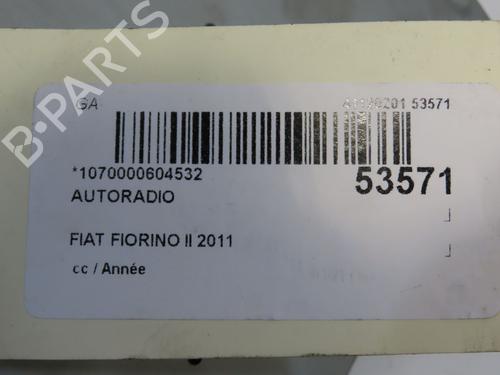 GA 53571
*1070000604532
53571
AUTORADIO
FIAT FIORINO II 2011
cc / Année
B-PARTS